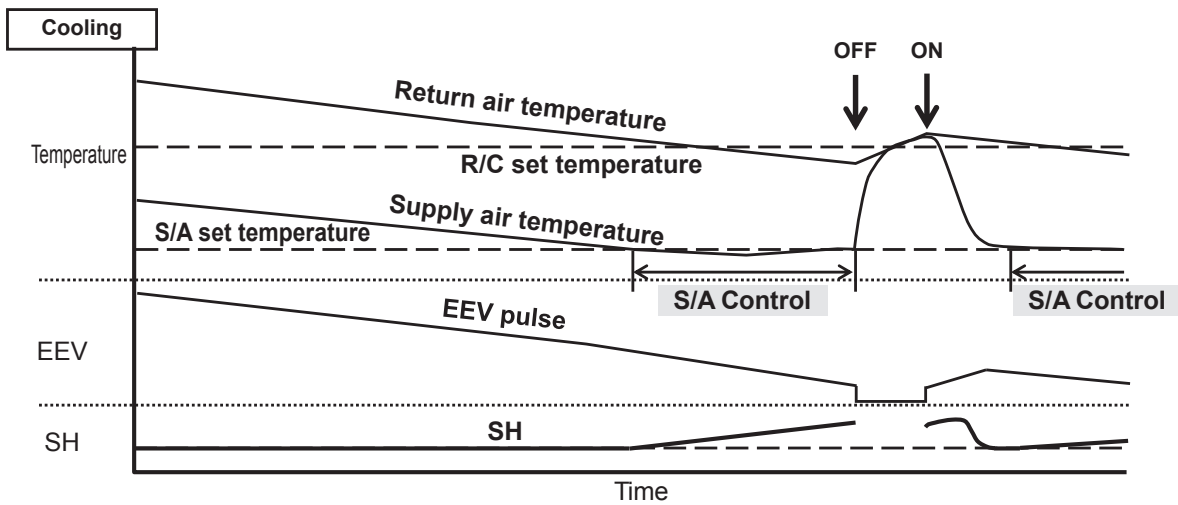 Cooling
OFF
ON
Return air temperature
Temperature
R/C set temperature
Supply air temperature
S/A set temperature
S/A Control
S/A Control
EEV pulse
EEV
SH
SH
Time